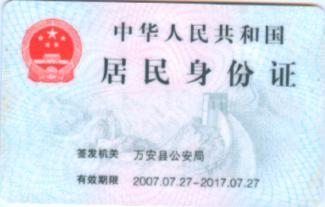 中华人民共和国
居民身份证
签发机关 万安县公安局
有效期限 2007.07.27-2017.07.27